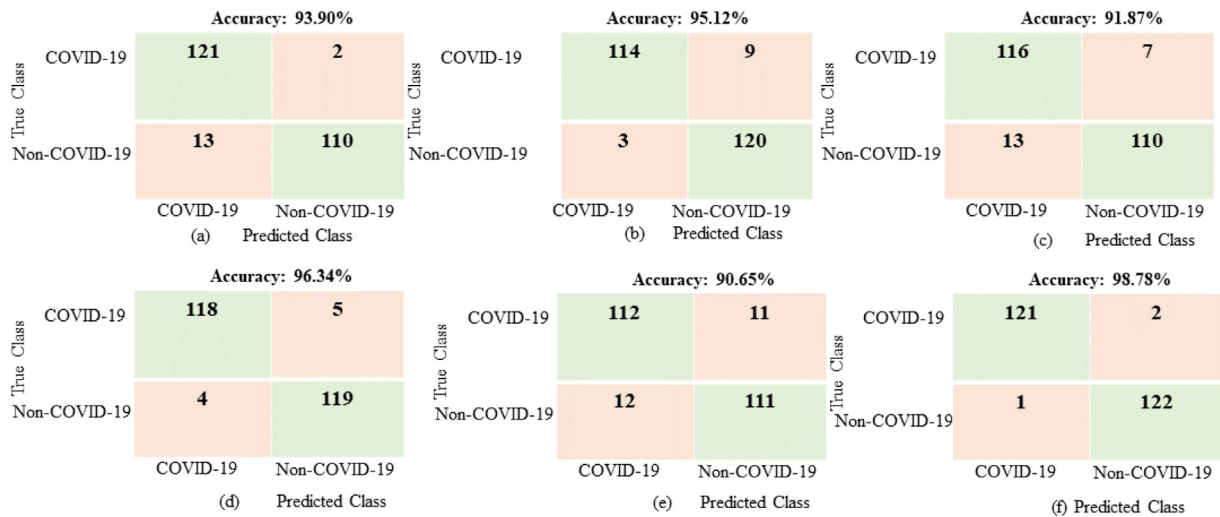 Accuracy: 93.90%
True Class
COVID-19
121
2
Non-COVID-19
13
110
COVID-19
Non-COVID-19
(a) Predicted Class
Accuracy: 95.12%
True Class
COVID-19
114
9
Non-COVID-19
3
120
COVID-19
Non-COVID-19
(b) Predicted Class
Accuracy: 91.87%
True Class
COVID-19
116
7
Non-COVID-19
13
110
COVID-19
Non-COVID-19
(c) Predicted Class
Accuracy: 96.34%
True Class
COVID-19
118
5
Non-COVID-19
4
119
COVID-19
Non-COVID-19
(d) Predicted Class
Accuracy: 90.65%
True Class
COVID-19
112
11
Non-COVID-19
12
111
COVID-19
Non-COVID-19
(e) Predicted Class
Accuracy: 98.78%
True Class
COVID-19
121
2
Non-COVID-19
1
122
COVID-19
Non-COVID-19
(f) Predicted Class